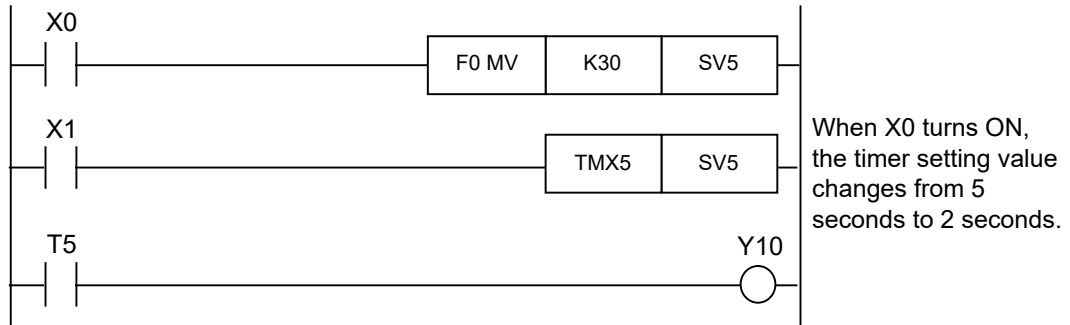 X0
F0 MV K30 SV5
X1
TMX5 SV5
When X0 turns ON,
the timer setting value
changes from 5
seconds to 2 seconds.
T5
Y10